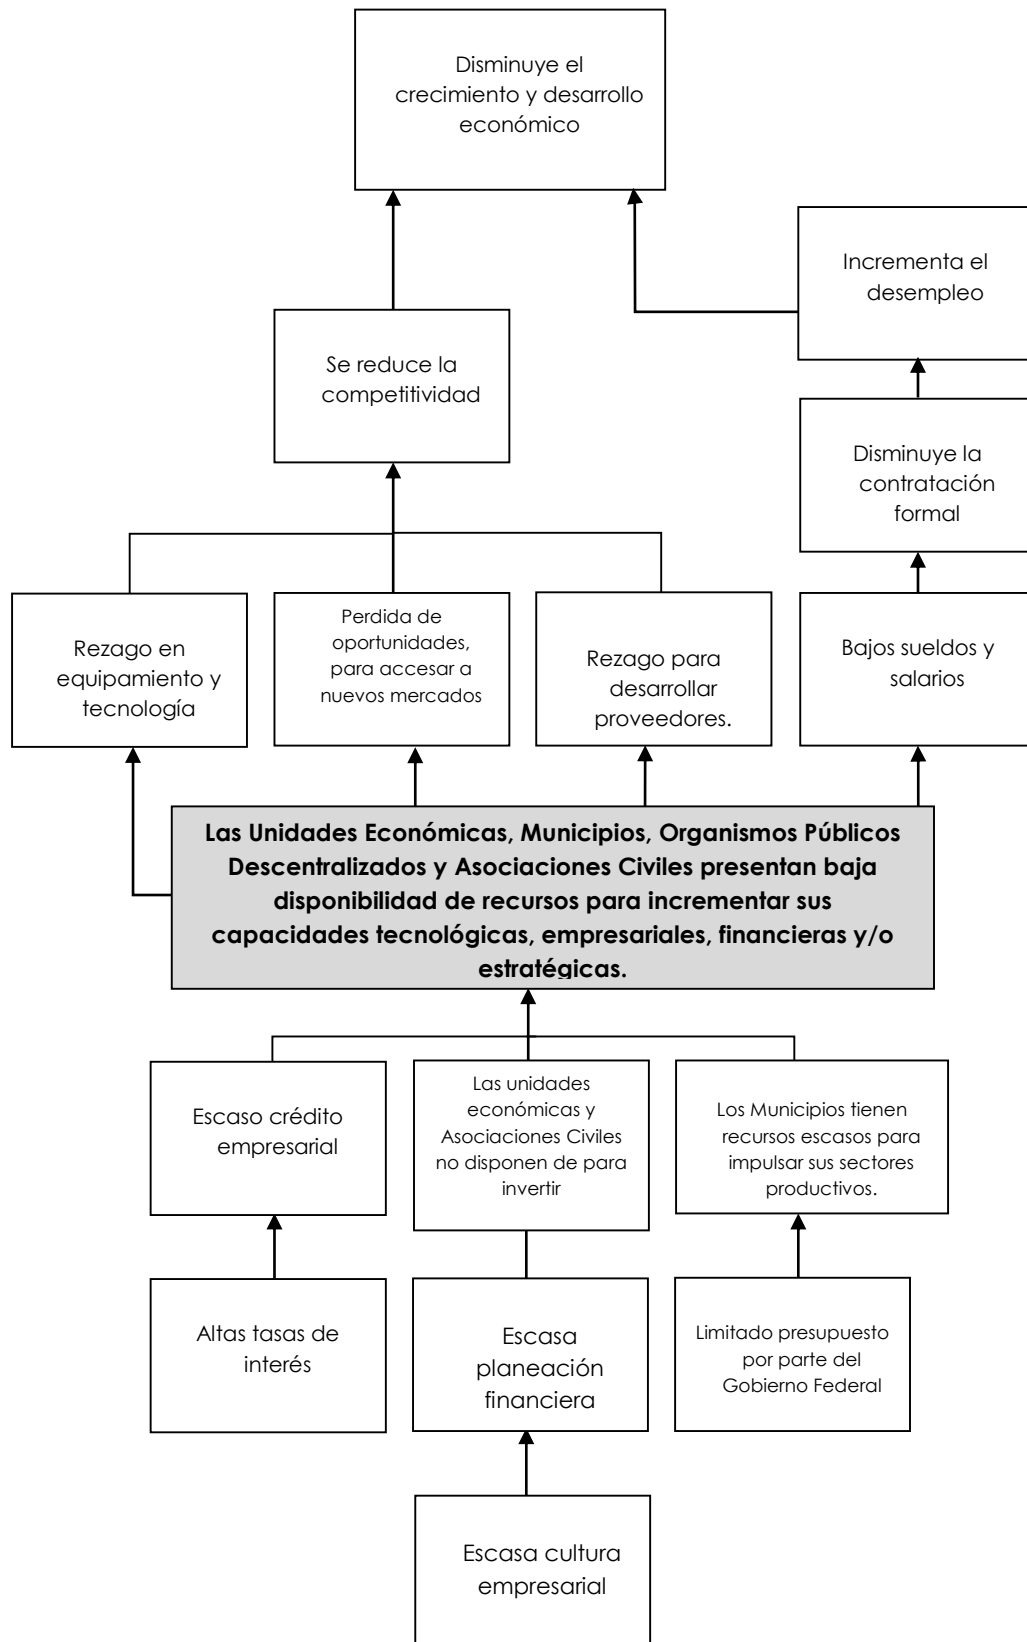 Disminuye el
crecimiento y desarrollo
económico
Incrementa el
desempleo
Se reduce la
competitividad
Disminuye la
contratación
formal
Rezago en
equipamiento y
tecnología
Perdida de
oportunidades,
para accesar a
nuevos mercados
Rezago para
desarrollar
proveedores.
Bajos sueldos y
salarios
Las Unidades Económicas, Municipios, Organismos Públicos
Descentralizados y Asociaciones Civiles presentan baja
disponibilidad de recursos para incrementar sus
capacidades tecnológicas, empresariales, financieras y/o
estratégicas.
Escaso crédito
empresarial
Las unidades
económicas y
Asociaciones Civiles
no disponen de para
invertir
Los Municipios tienen
recursos escasos para
impulsar sus sectores
productivos.
Altas tasas de
interés
Escasa
planeación
financiera
Limitado presupuesto
por parte del
Gobierno Federal
Escasa cultura
empresarial